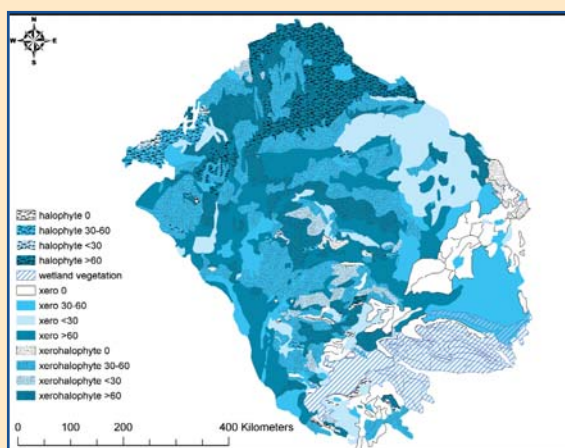 N
W E
S
halophyte 0
halophyte 30-60
halophyte <30
halophyte >60
wetland vegetation
xero 0
xero 30-60
xero <30
xero >60
xerohalophyte 0
xerohalophyte 30-60
xerohalophyte <30
xerohalophyte >60
0 100 200 400 Kilometers